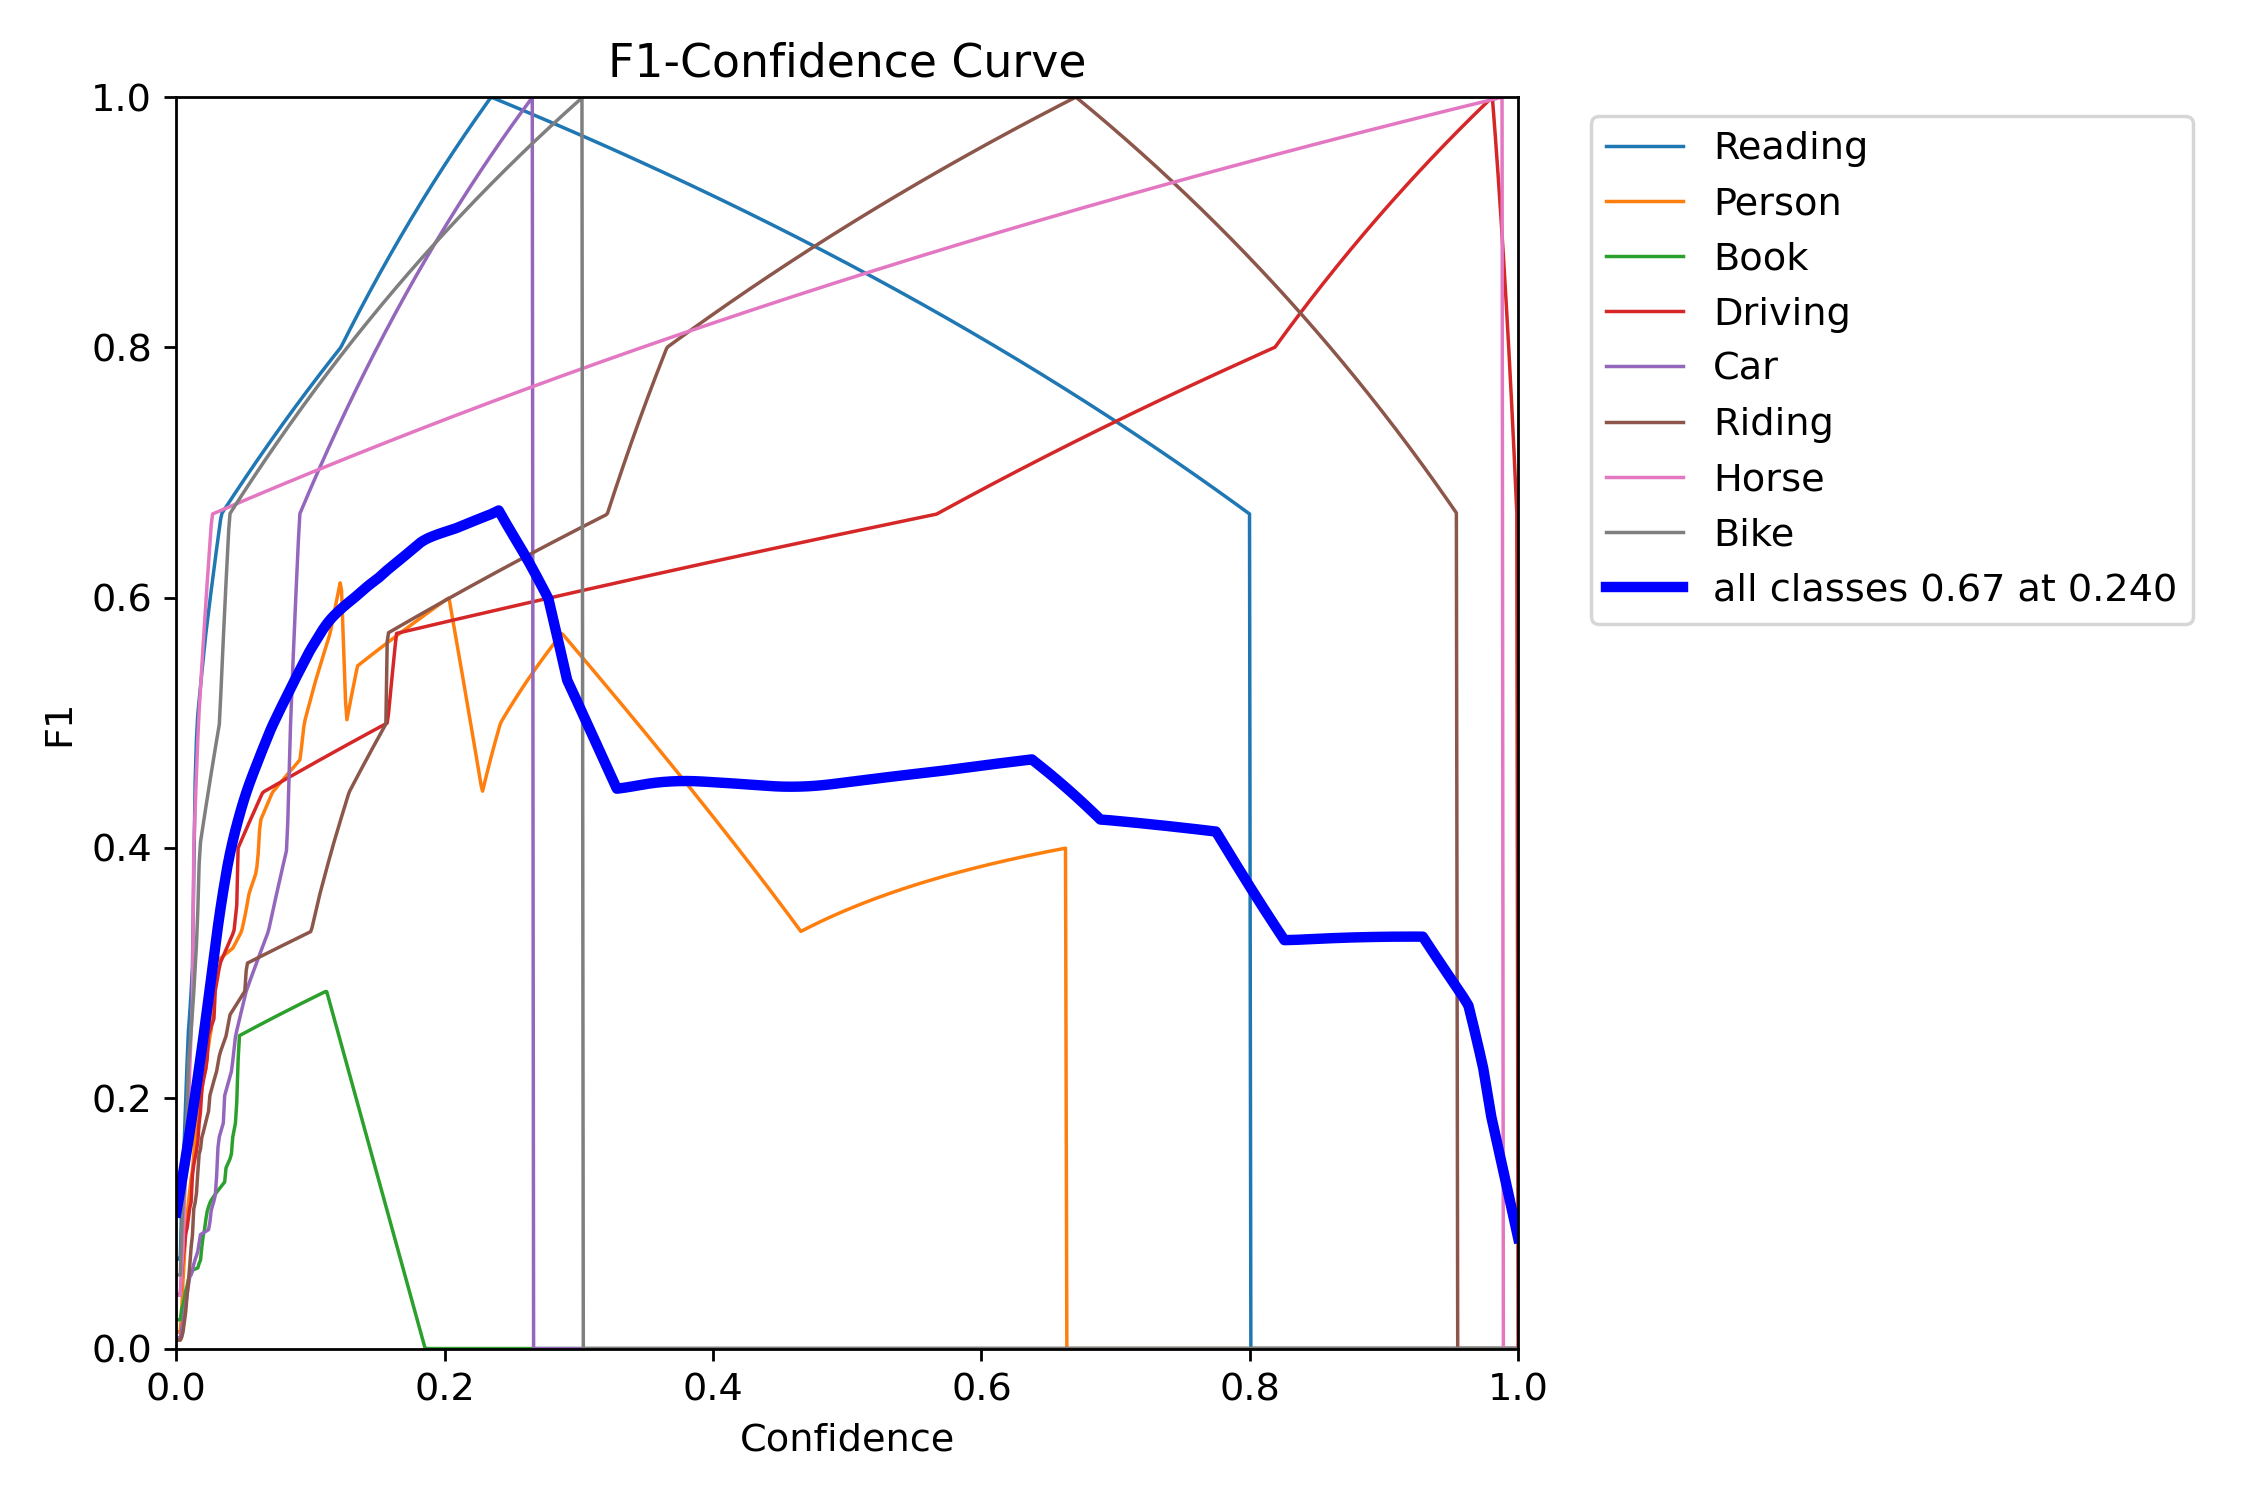 F1-Confidence Curve
1.0
0.8
0.6
0.4
0.2
0.0
F1
0.0 0.2 0.4 0.6 0.8 1.0
Confidence
Reading
Person
Book
Driving
Car
Riding
Horse
Bike
all classes 0.67 at 0.240